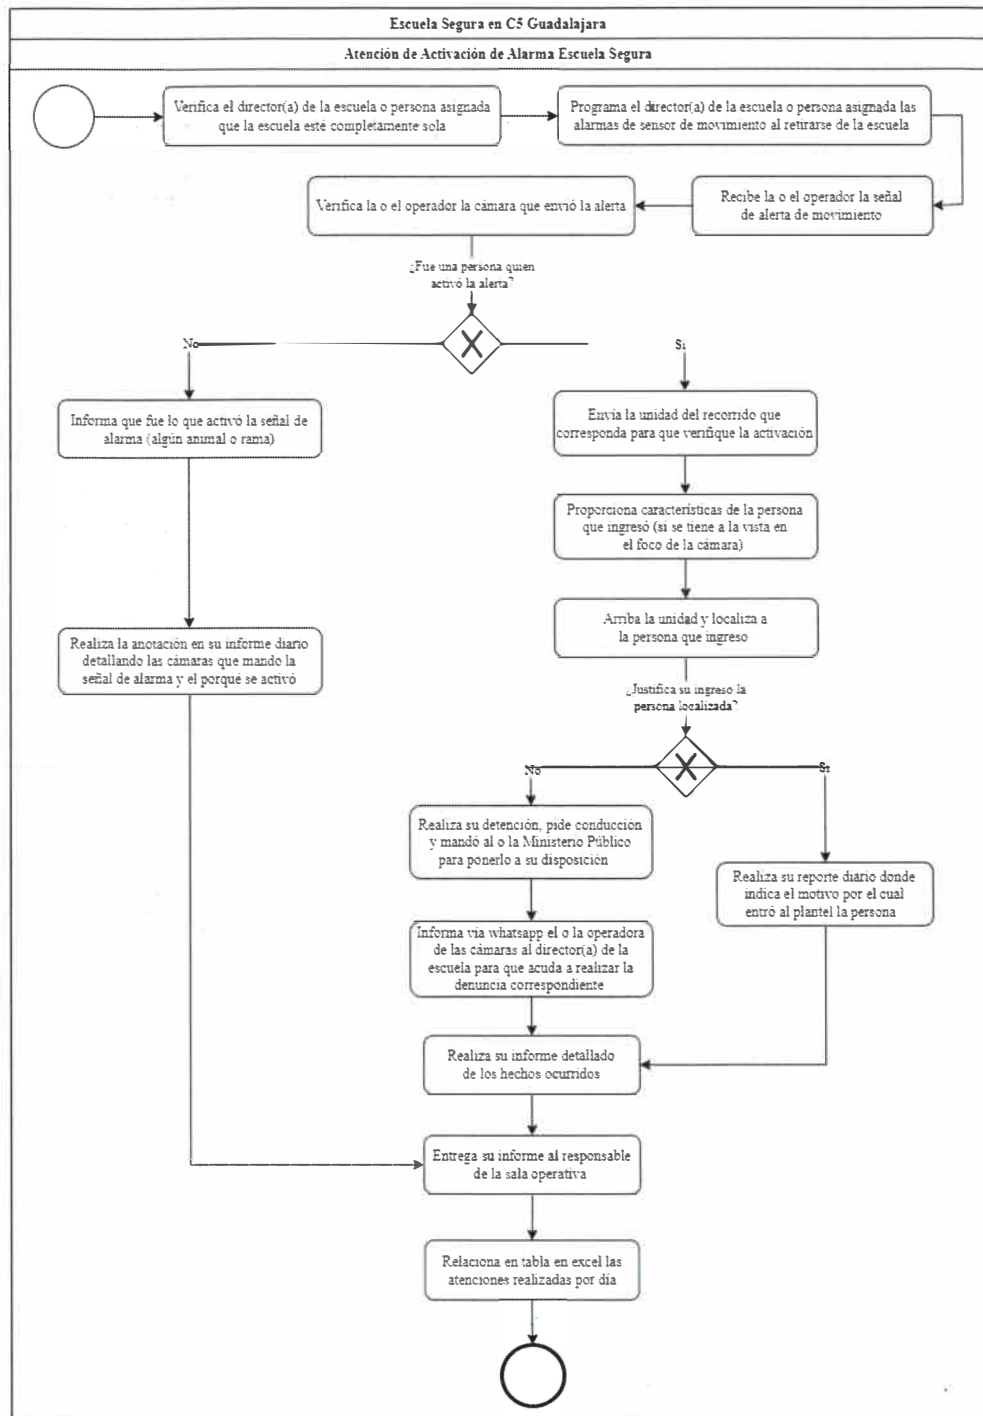 Escuela Segura en C5 Guadalajara
Atención de Activación de Alarma Escuela Segura
Verifica el director(a) de la escuela o persona asignada
que la escuela esté completamente sola
Programa el director(a) de la escuela o persona asignada las
alarmas de sensor de movimiento al retirarse de la escuela
Recibe la o el operador la señal
de alerta de movimiento
Verifica la o el operador la cámara que envió la alerta
¿Fue una persona quien
activó la alerta?
No
Si
Informa que fue lo que activó la señal de
alarma (algún animal o rama)
Envía la unidad del recorrido que
corresponda para que verifique la activación
Proporciona características de la persona
que ingresó (si se tiene a la vista en
el foco de la cámara)
Arriba la unidad y localiza a
la persona que ingreso
Realiza la anotación en su informe diario
detallando las cámaras que mando la
señal de alarma y el porqué se activó
¿Justifica su ingreso la
persona localizada?
No
Si
Realiza su detención, pide conducción
y mandó al o la Ministerio Público
para ponerlo a su disposición
Realiza su reporte diario donde
indica el motivo por el cual
entró al plantel la persona
Informa vía whatsapp el o la operadora
de las cámaras al director(a) de la
escuela para que acuda a realizar la
denuncia correspondiente
Realiza su informe detallado
de los hechos ocurridos
Entrega su informe al responsable
de la sala operativa
Relaciona en tabla en excel las
atenciones realizadas por día